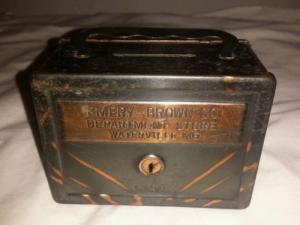 EMERY-BROWN CO.
DEPARTMENT STORE
WATERVILLE-ME.